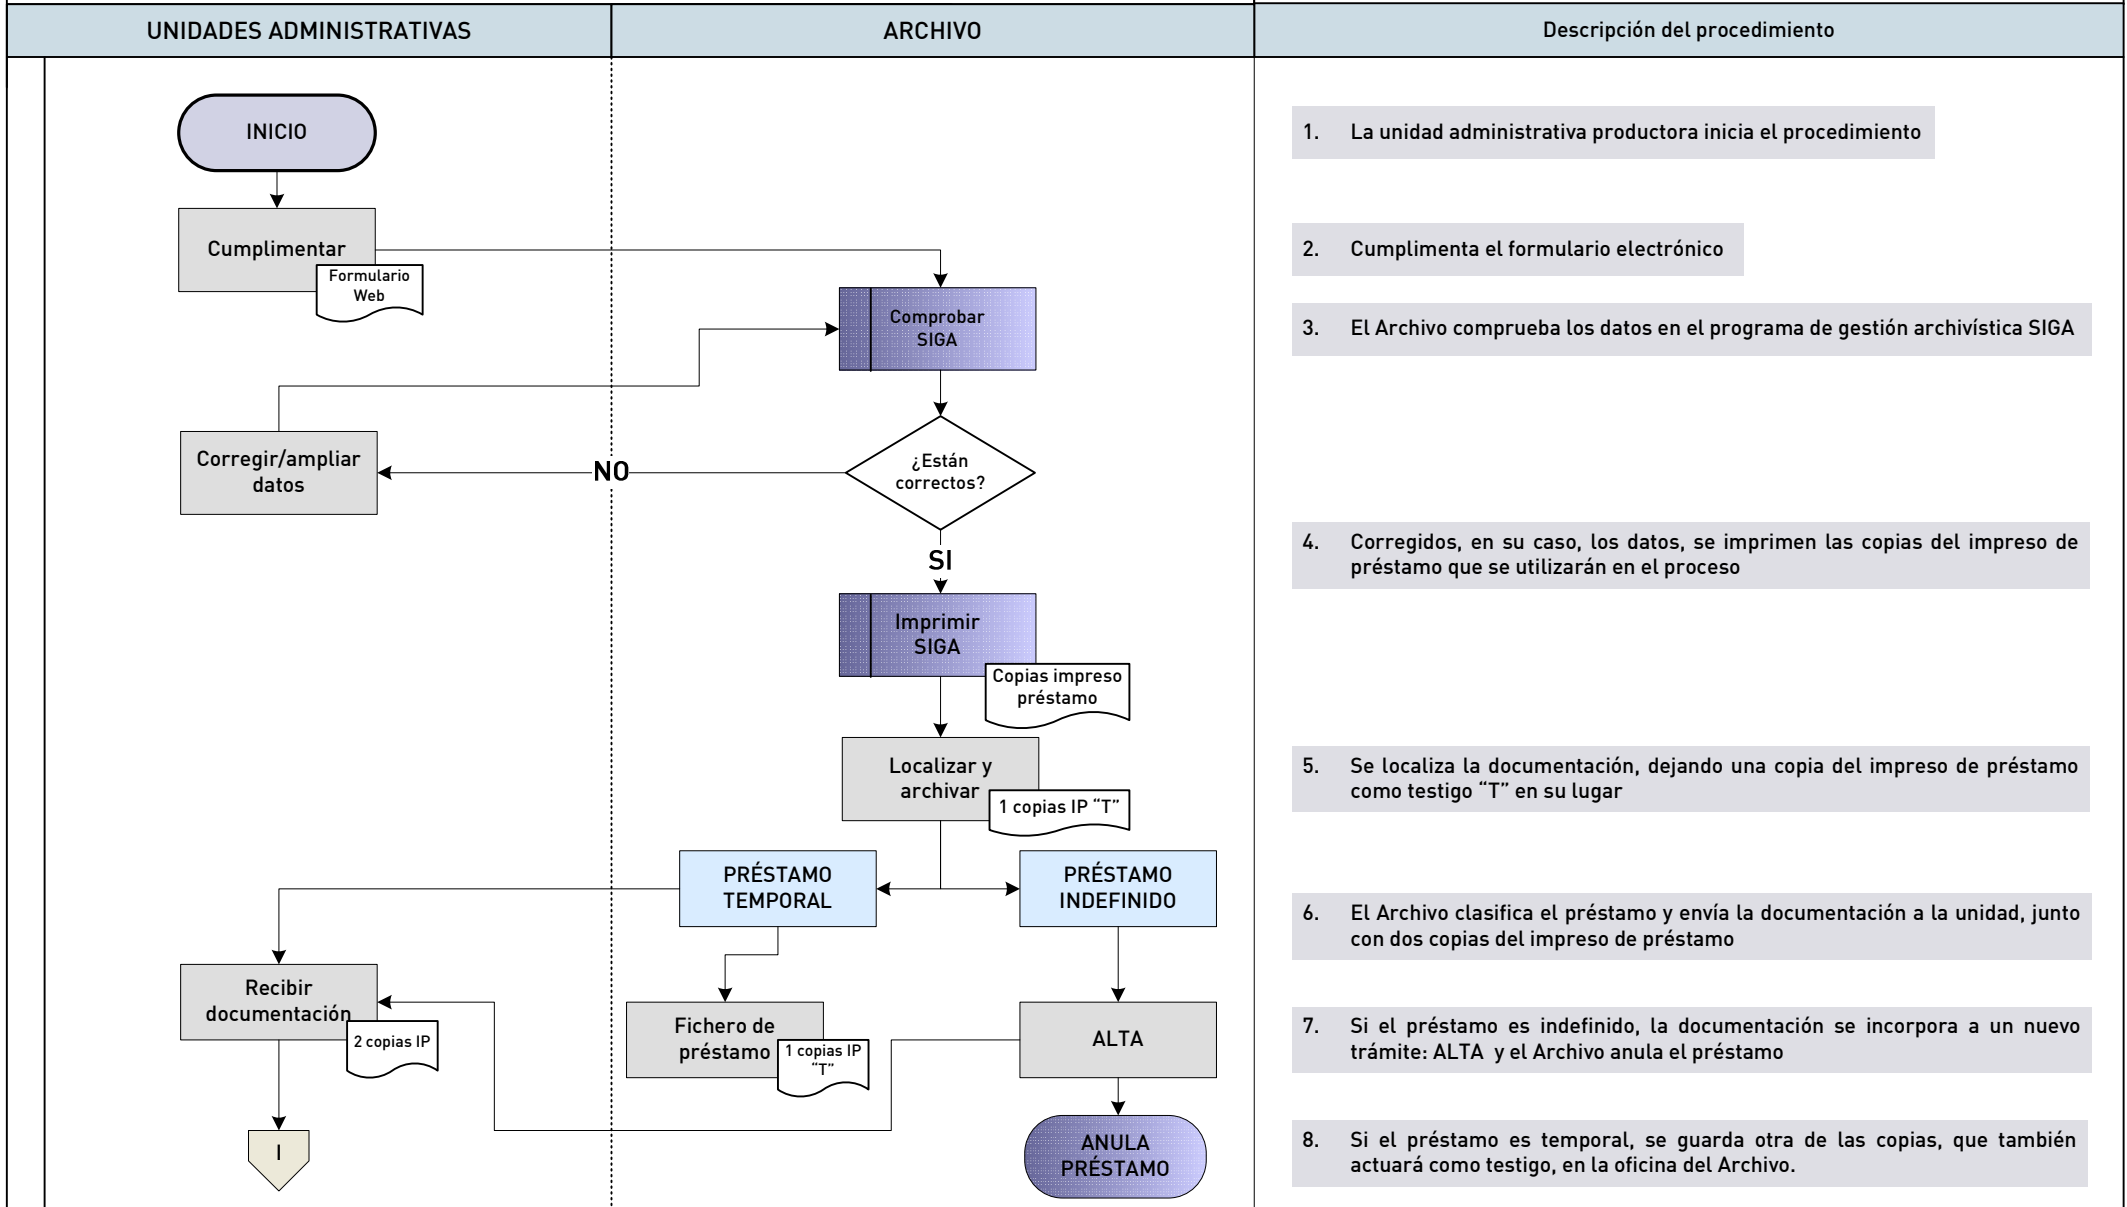 UNIDADES ADMINISTRATIVAS
ARCHIVO
Descripción del procedimiento
INICIO
Cumplimentar
Formulario
Web
Comprobar
SIGA
¿Están
correctos?
NO
Corregir/ampliar
datos
SI
Imprimir
SIGA
Copias impreso
préstamo
Localizar y
archivar
1 copias IP “T”
PRÉSTAMO
TEMPORAL
PRÉSTAMO
INDEFINIDO
Recibir
documentación
2 copias IP
Fichero de
préstamo
1 copias IP
“T”
ALTA
I
ANULA
PRÉSTAMO
1. La unidad administrativa productora inicia el procedimiento
2. Cumplimenta el formulario electrónico
3. El Archivo comprueba los datos en el programa de gestión archivística SIGA
4. Corregidos, en su caso, los datos, se imprimen las copias del impreso de
préstamo que se utilizarán en el proceso
5. Se localiza la documentación, dejando una copia del impreso de préstamo
como testigo “T” en su lugar
6. El Archivo clasifica el préstamo y envía la documentación a la unidad, junto
con dos copias del impreso de préstamo
7. Si el préstamo es indefinido, la documentación se incorpora a un nuevo
trámite: ALTA y el Archivo anula el préstamo
8. Si el préstamo es temporal, se guarda otra de las copias, que también
actuará como testigo, en la oficina del Archivo.